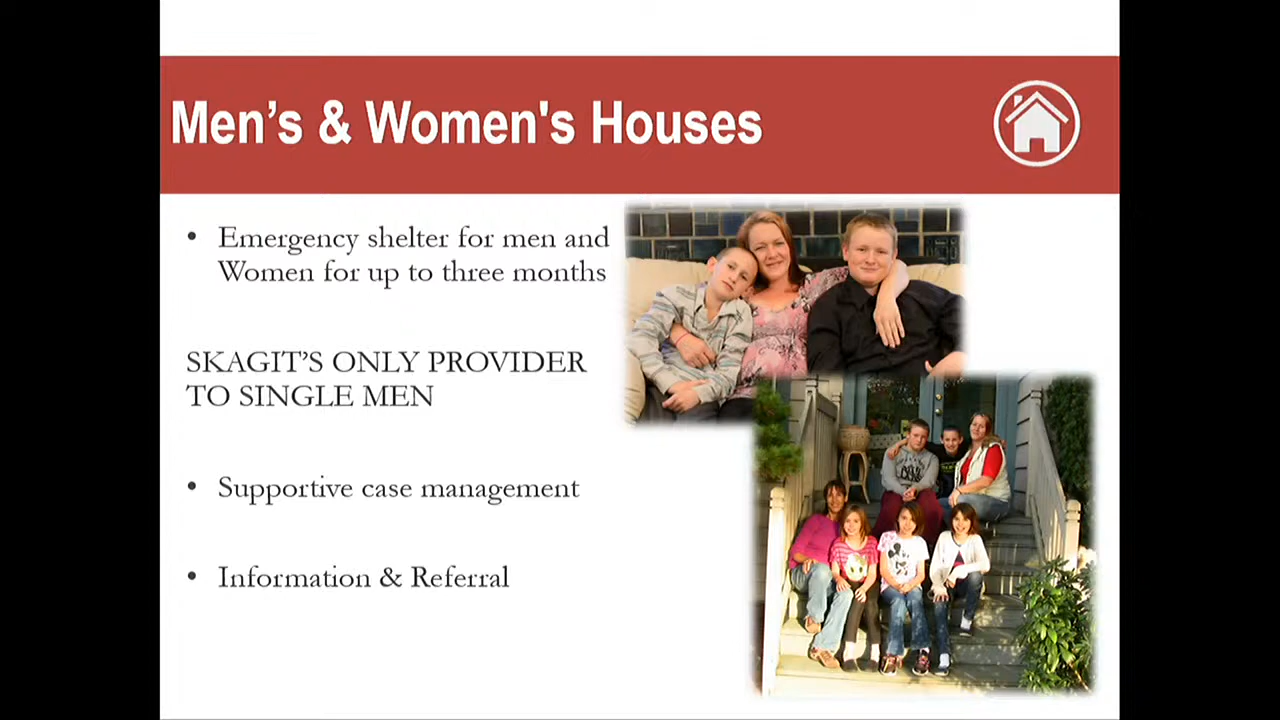 Men’s & Women's Houses
• Emergency shelter for men and
Women for up to three months
SKAGIT’S ONLY PROVIDER
TO SINGLE MEN
• Supportive case management
• Information & Referral